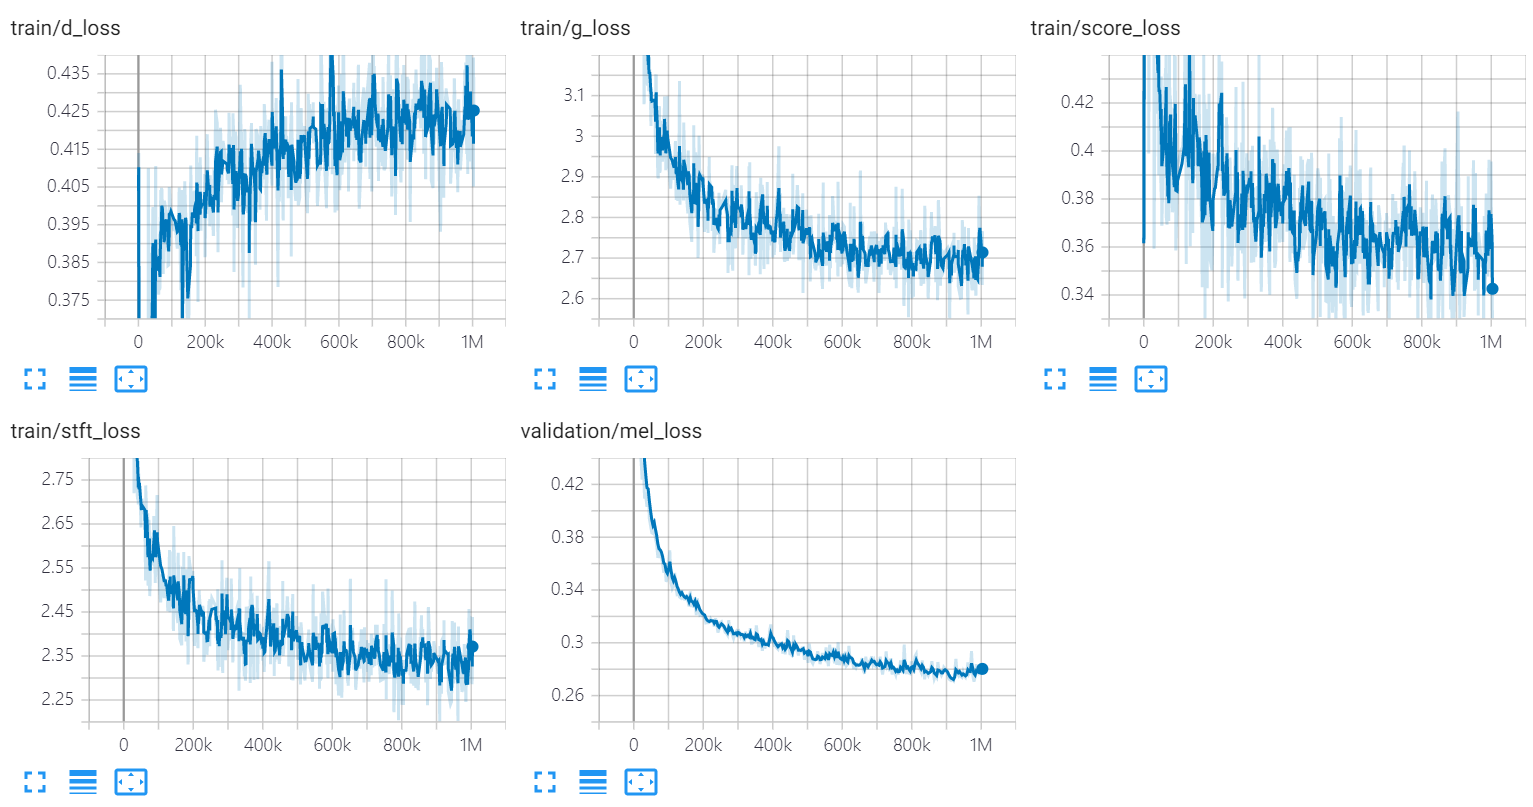 train/d_loss
0.435
0.425
0.415
0.405
0.395
0.385
0.375
0 200k 400k 600k 800k 1M
train/g_loss
3.1
3
2.9
2.8
2.7
2.6
0 200k 400k 600k 800k 1M
train/score_loss
0.42
0.4
0.38
0.36
0.34
0 200k 400k 600k 800k 1M
train/stft_loss
2.75
2.65
2.55
2.45
2.35
2.25
0 200k 400k 600k 800k 1M
validation/mel_loss
0.42
0.38
0.34
0.3
0.26
0 200k 400k 600k 800k 1M